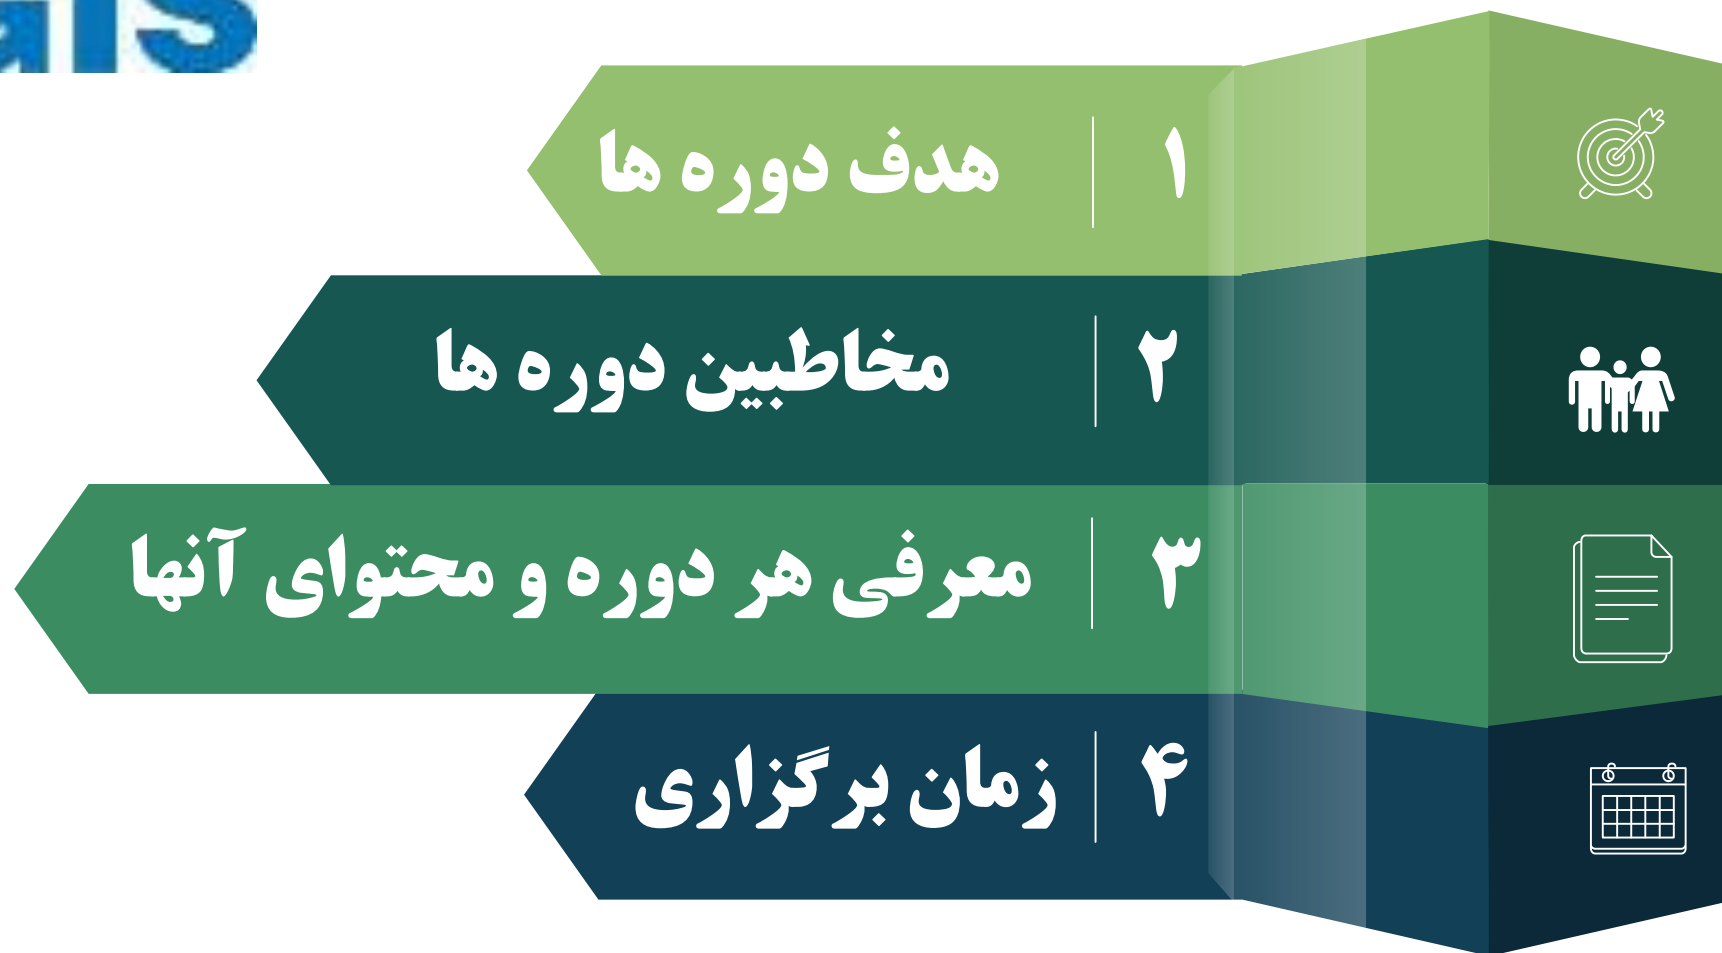 ۱ هدف دوره ها
۲ مخاطبین دوره ها
۳ معرفی هر دوره و محتوای آنها
۴ زمان برگزاری